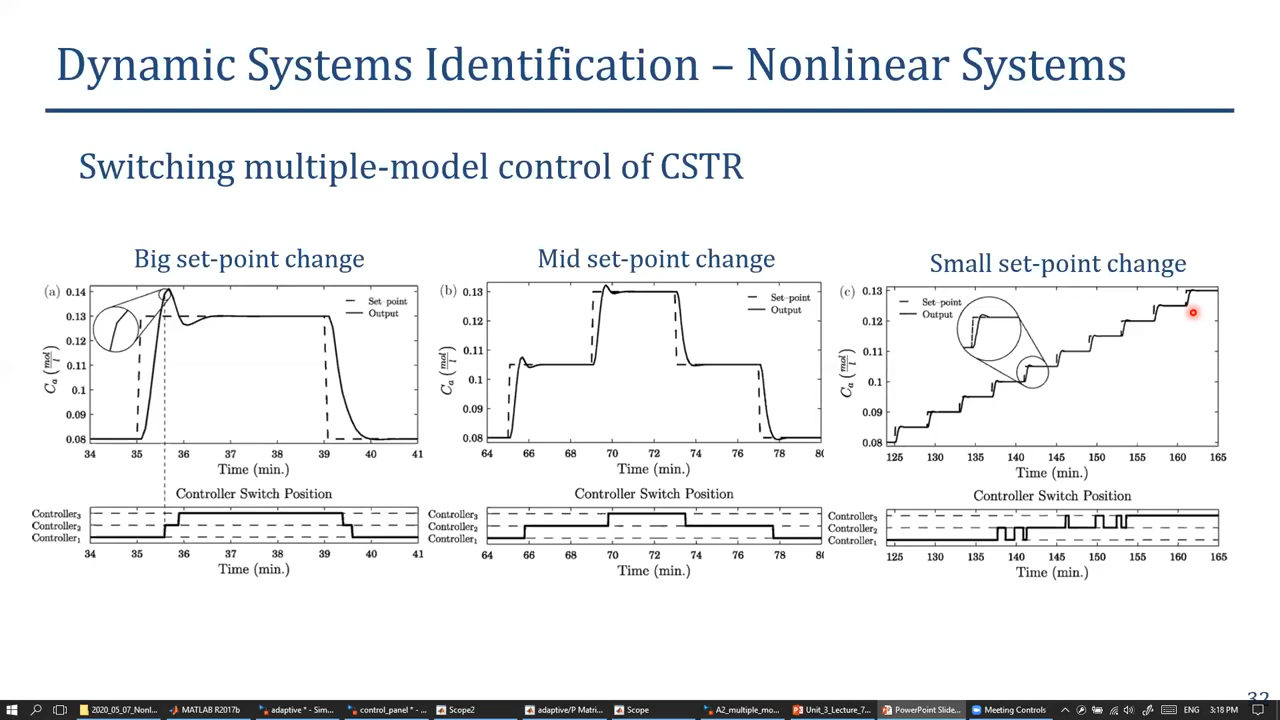 Dynamic Systems Identification – Nonlinear Systems
Switching multiple-model control of CSTR
Big set-point change
Mid set-point change
Small set-point change
(a)
0.14
0.13
0.12
0.11
0.1
0.09
0.08
Cₐ (mol/l)
Set-point
Output
34 35 36 37 38 39 40 41
Time (min.)
Controller Switch Position
Controller₃
Controller₂
Controller₁
34 35 36 37 38 39 40 41
Time (min.)
(b)
0.13
0.12
0.11
0.1
0.09
0.08
Cₐ (mol/l)
Set-point
Output
64 66 68 70 72 74 76 78 80
Time (min.)
Controller Switch Position
Controller₃
Controller₂
Controller₁
64 66 68 70 72 74 76 78 80
Time (min.)
(c)
0.13
0.12
0.11
0.1
0.09
0.08
Cₐ (mol/l)
Set-point
Output
125 130 135 140 145 150 155 160 165
Time (min.)
Controller Switch Position
Controller₃
Controller₂
Controller₁
125 130 135 140 145 150 155 160 165
Time (min.)
32
2020_05_07_Nonl... MATLAB R2017b adaptive * - Sim... control_panel * - ... Scope2 adaptive/P Matri... Scope A2_multiple_mo... Unit_3_Lecture_7... PowerPoint Slide... Meeting Controls ENG 3:18 PM